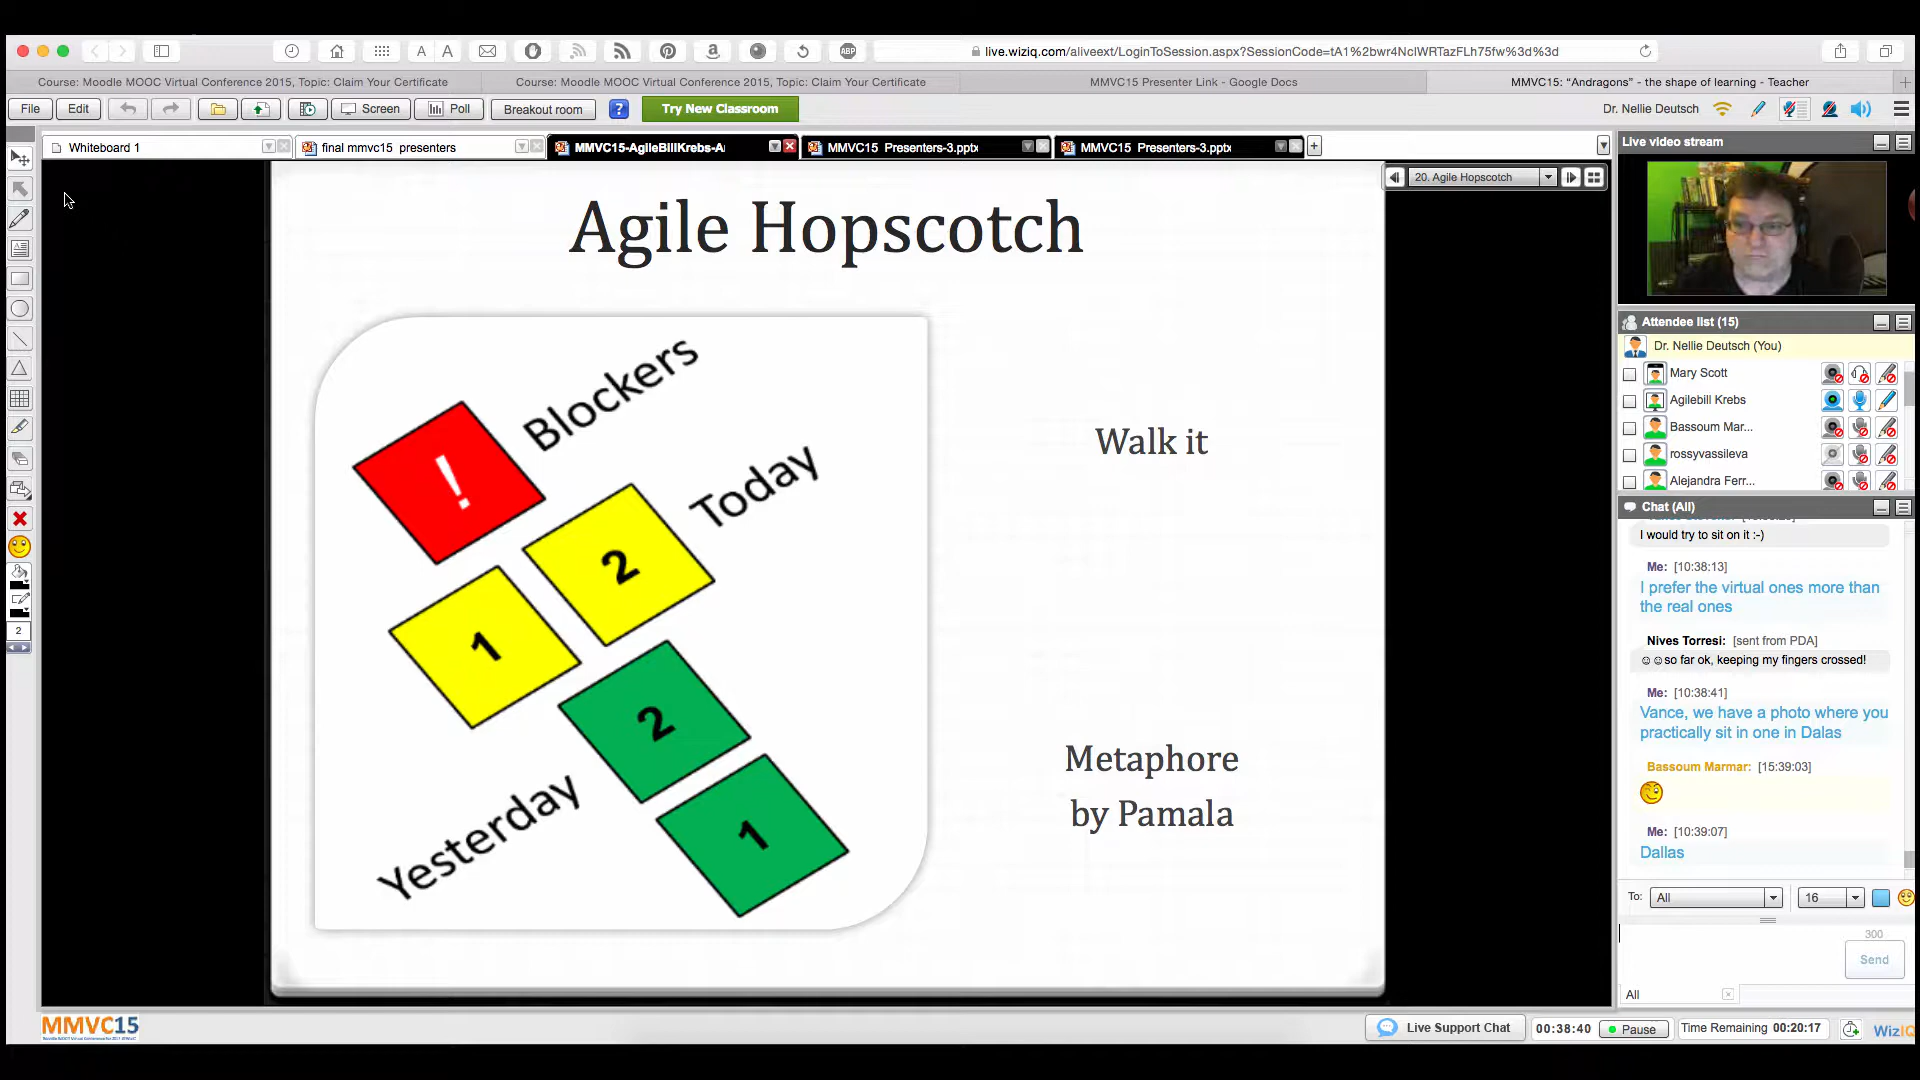 live.wiziq.com/aliveext/LoginToSession.aspx?SessionCode=tA1%2bwr4NclWRTazFLh75fw%3d%3d
Course: Moodle MOOC Virtual Conference 2015, Topic: Claim Your Certificate
Course: Moodle MOOC Virtual Conference 2015, Topic: Claim Your Certificate
MMVC15 Presenter Link - Google Docs
MMVC15: “Andragons” - the shape of learning - Teacher
File
Edit
Screen
Poll
Breakout room
?
Try New Classroom
Dr. Nellie Deutsch
Whiteboard 1
final mmvc15 presenters
MMVC15-AgileBillKrebs-A
MMVC15 Presenters-3.pptx
MMVC15 Presenters-3.pptx
20. Agile Hopscotch
Agile Hopscotch
Blockers
!
Today
2
1
2
Yesterday
1
Walk it
Metaphore
by Pamala
2
Live video stream
Attendee list (15)
Dr. Nellie Deutsch (You)
Mary Scott
Agilebill Krebs
Bassoum Mar...
rossyvassileva
Alejandra Ferr...
Chat (All)
I would try to sit on it :-)
Me: [10:38:13]
I prefer the virtual ones more than
the real ones
Nives Torresi: [sent from PDA]
so far ok, keeping my fingers crossed!
Me: [10:38:41]
Vance, we have a photo where you
practically sit in one in Dalas
Bassoum Marmar: [15:39:03]
Me: [10:39:07]
Dallas
To: All
16
300
Send
All
MMVC15
Live Support Chat
00:38:40
Pause
Time Remaining 00:20:17
WizIQ